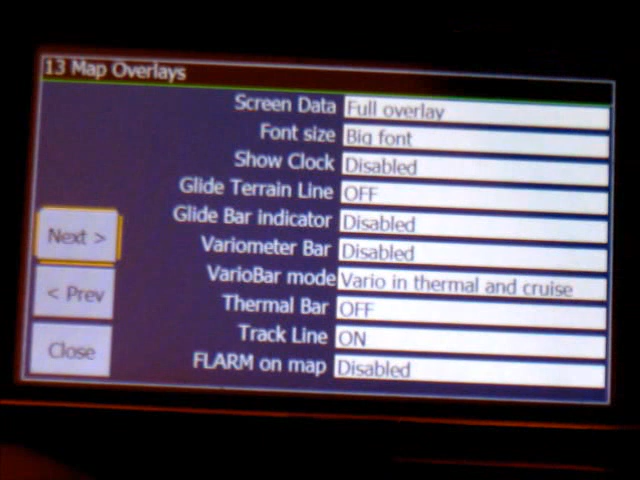 13 Map Overlays
Screen Data Full overlay
Font size Big font
Show Clock Disabled
Glide Terrain Line OFF
Glide Bar indicator Disabled
Variometer Bar Disabled
VarioBar mode Vario in thermal and cruise
Thermal Bar OFF
Track Line ON
FLARM on map Disabled
Next >
< Prev
Close